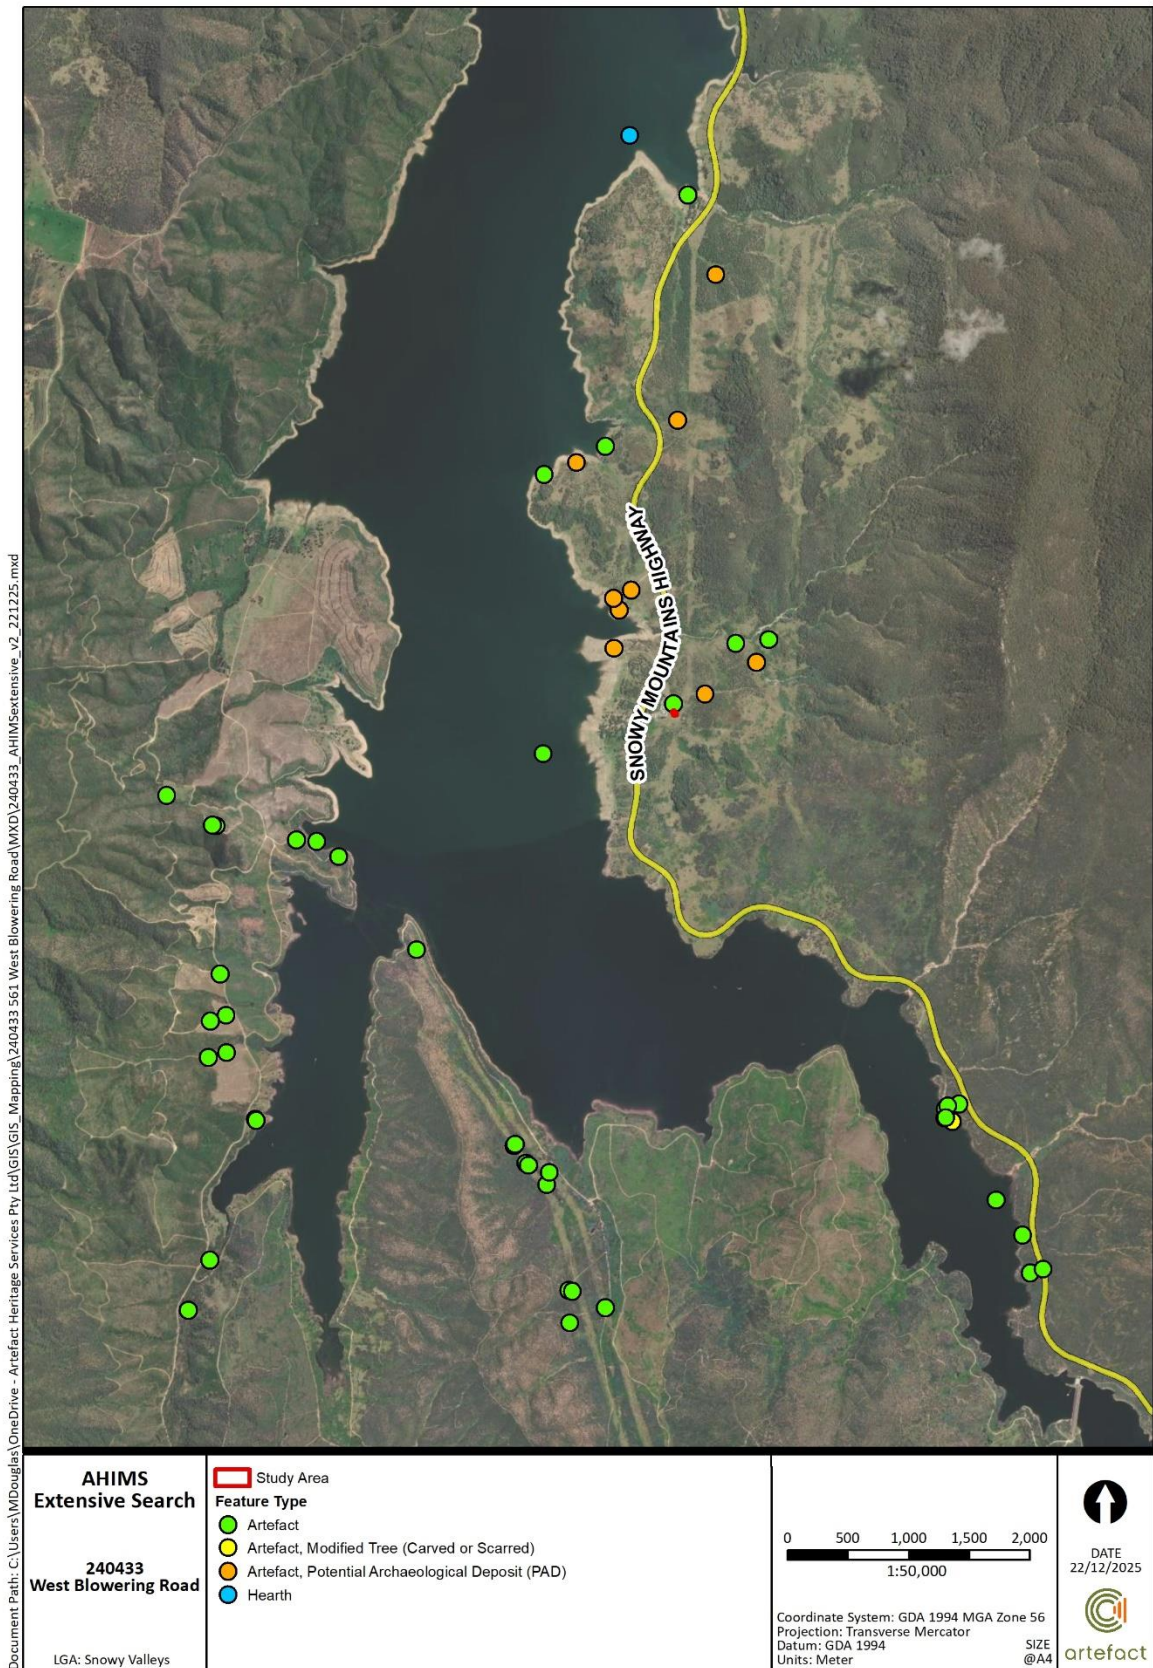 SNOWY MOUNTAINS HIGHWAY
Document Path: C:\Users\MDouglas\OneDrive - Artefact Heritage Services Pty Ltd\GIS\GIS_Mapping\240433 561 West Blowering Road\MXD\240433_AHIMSextensive_v2_221225.mxd
AHIMS
Extensive Search
240433
West Blowering Road
LGA: Snowy Valleys
Study Area
Feature Type
Artefact
Artefact, Modified Tree (Carved or Scarred)
Artefact, Potential Archaeological Deposit (PAD)
Hearth
0 500 1,000 1,500 2,000
1:50,000
Coordinate System: GDA 1994 MGA Zone 56
Projection: Transverse Mercator
Datum: GDA 1994
Units: Meter
SIZE
@A4
DATE
22/12/2025
artefact